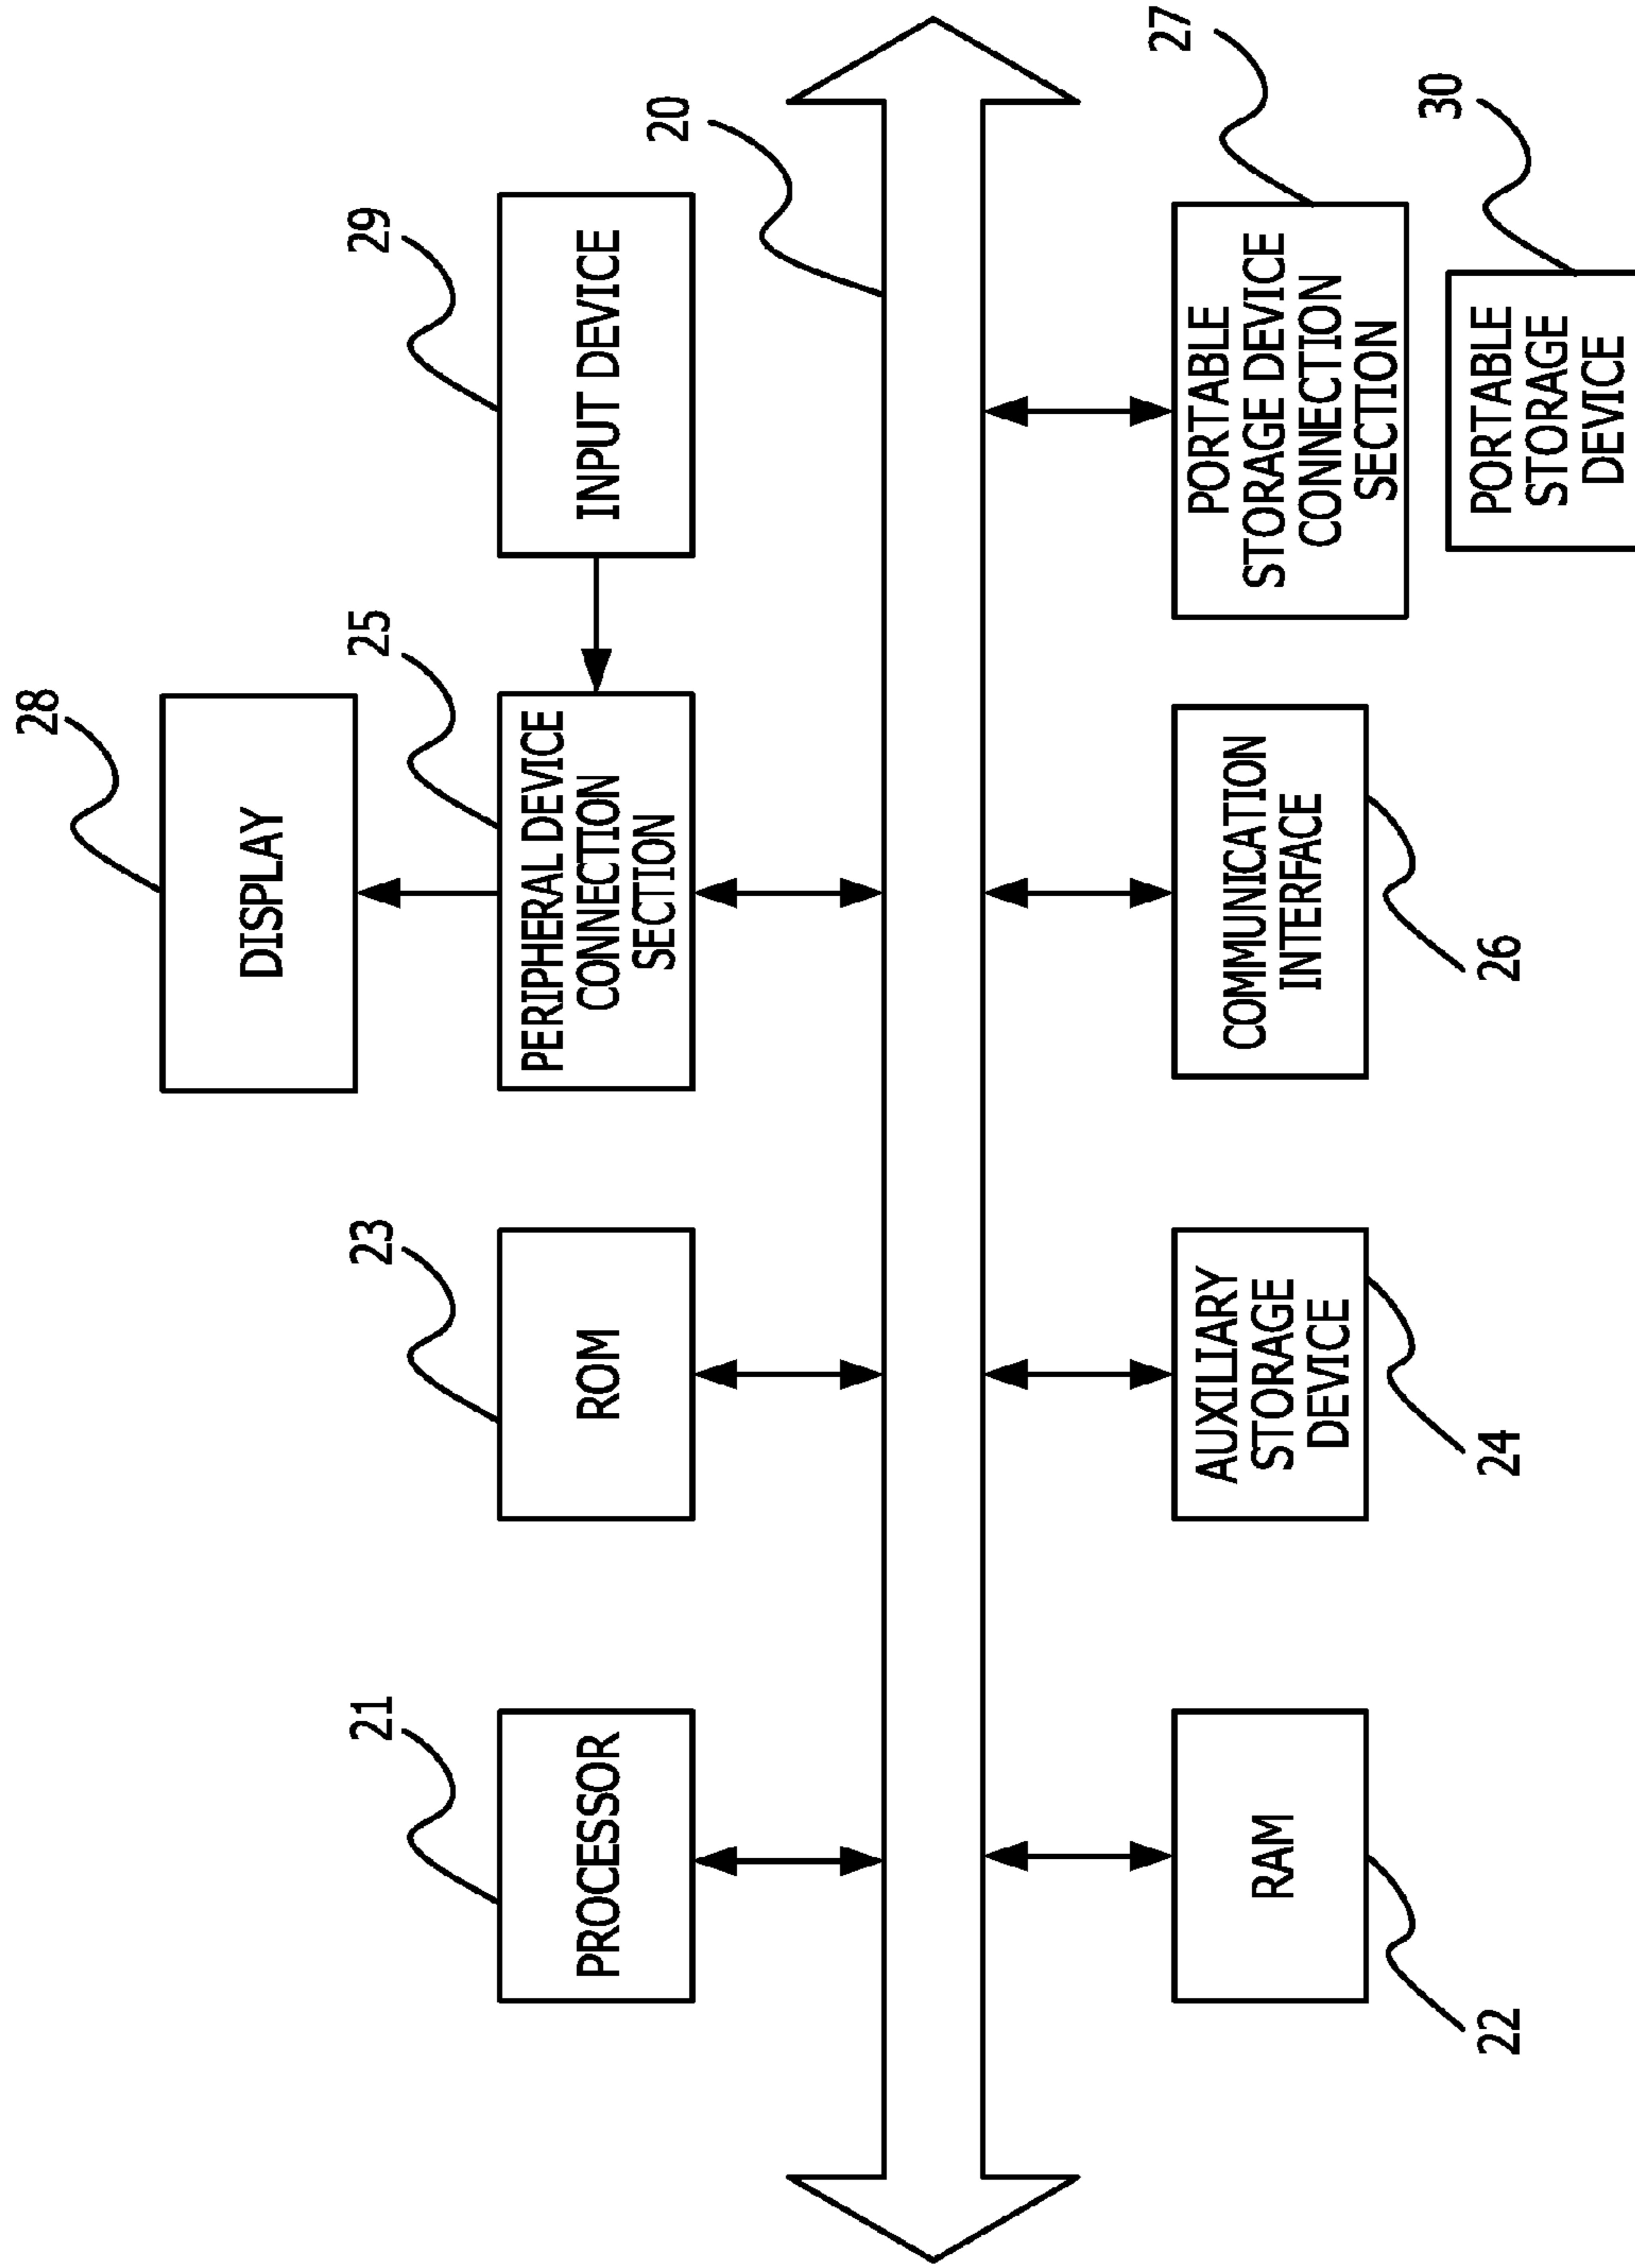 28
DISPLAY
21
PROCESSOR
23
ROM
25
PERIPHERAL DEVICE
CONNECTION
SECTION
29
INPUT DEVICE
20
RAM
22
AUXILIARY
STORAGE
DEVICE
24
COMMUNICATION
INTERFACE
26
27
PORTABLE
STORAGE DEVICE
CONNECTION
SECTION
30
PORTABLE
STORAGE
DEVICE